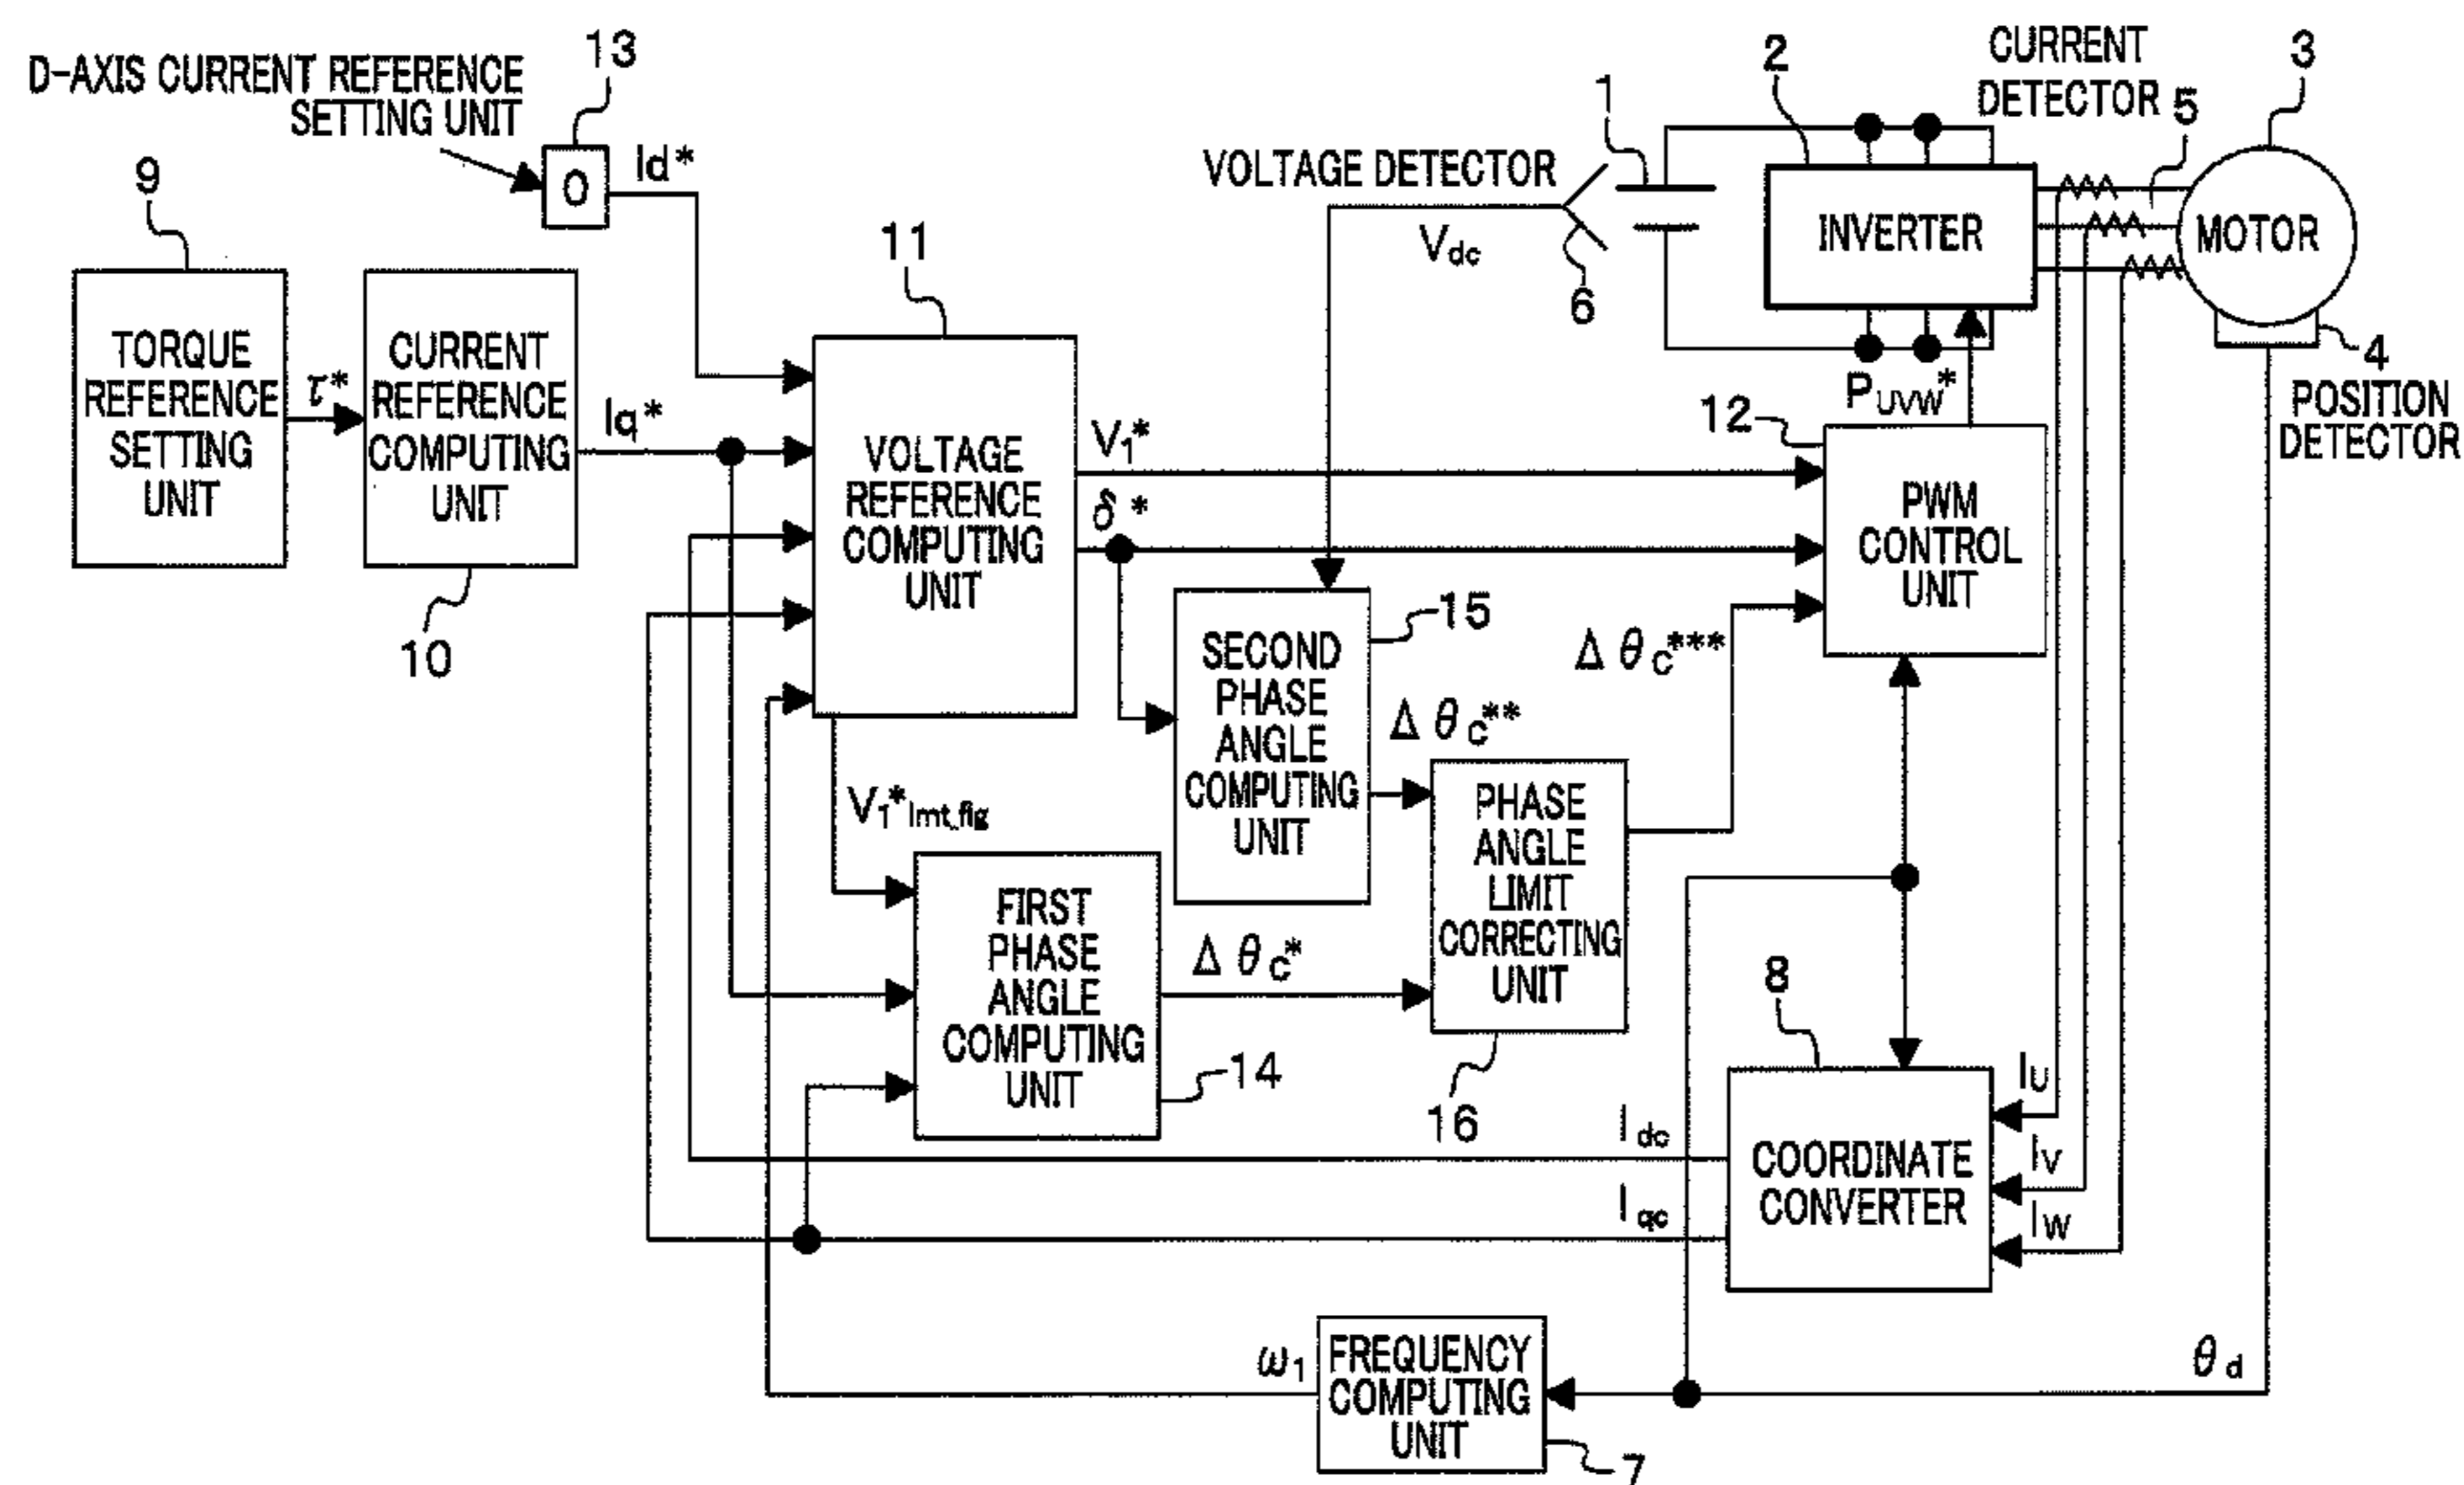 13
D-AXIS CURRENT REFERENCE
SETTING UNIT
0
Id*
9
TORQUE
REFERENCE
SETTING
UNIT
τ*
CURRENT
REFERENCE
COMPUTING
UNIT
10
Iq*
11
VOLTAGE
REFERENCE
COMPUTING
UNIT
V1*
δ*
V1*lmt_flg
VOLTAGE DETECTOR
Vdc
6
1
2
INVERTER
CURRENT
DETECTOR
5
3
MOTOR
4
POSITION
DETECTOR
PUVW*
12
PWM
CONTROL
UNIT
15
SECOND
PHASE
ANGLE
COMPUTING
UNIT
Δθc**
Δθc***
PHASE
ANGLE
LIMIT
CORRECTING
UNIT
16
FIRST
PHASE
ANGLE
COMPUTING
UNIT
14
Δθc*
8
COORDINATE
CONVERTER
IU
IV
IW
Idc
Iqc
ω1
FREQUENCY
COMPUTING
UNIT
7
θd